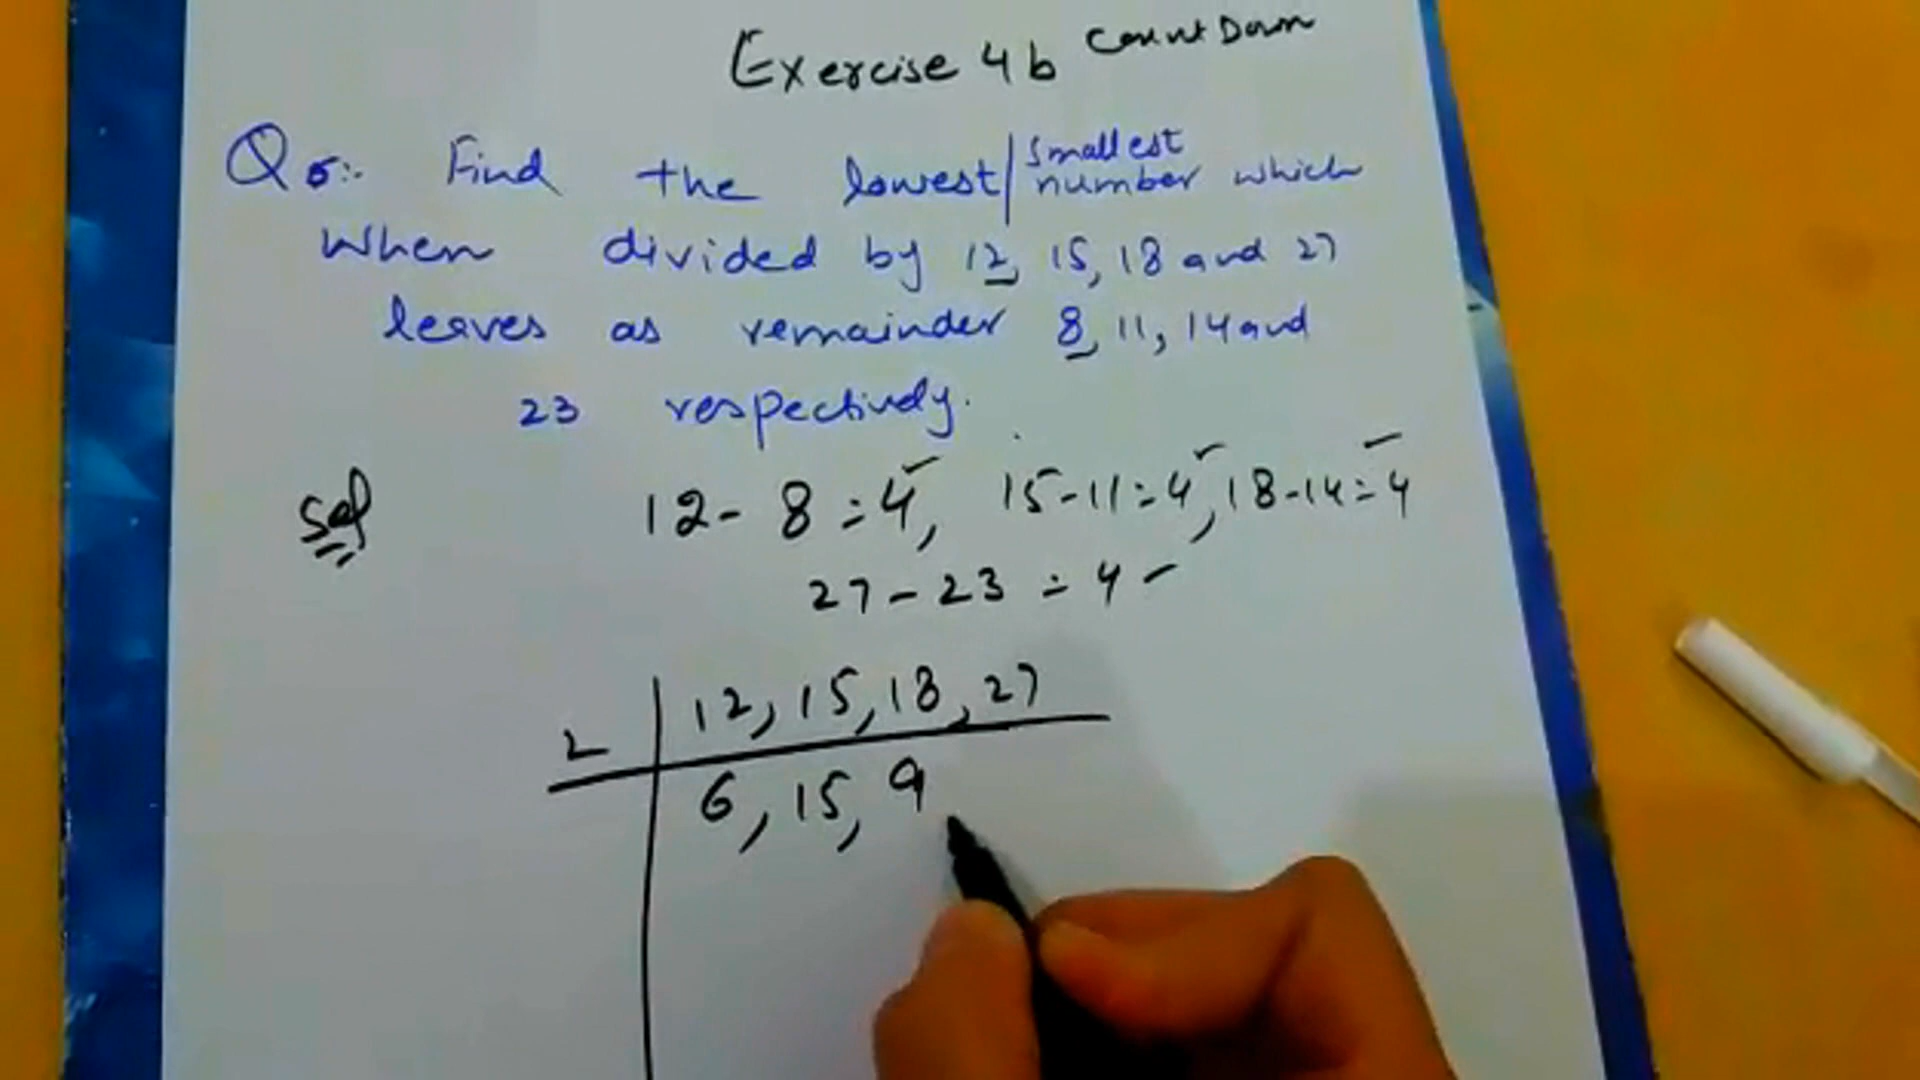 Exercise 4b Count Down
Q5:- Find the lowest/smallest number which
when divided by 12, 15, 18 and 27
leaves as remainder 8, 11, 14 and
23 respectively.
Sol 12 - 8 = 4, 15 - 11 = 4, 18 - 14 = 4
27 - 23 = 4
12, 15, 18, 27
2
6, 15, 9